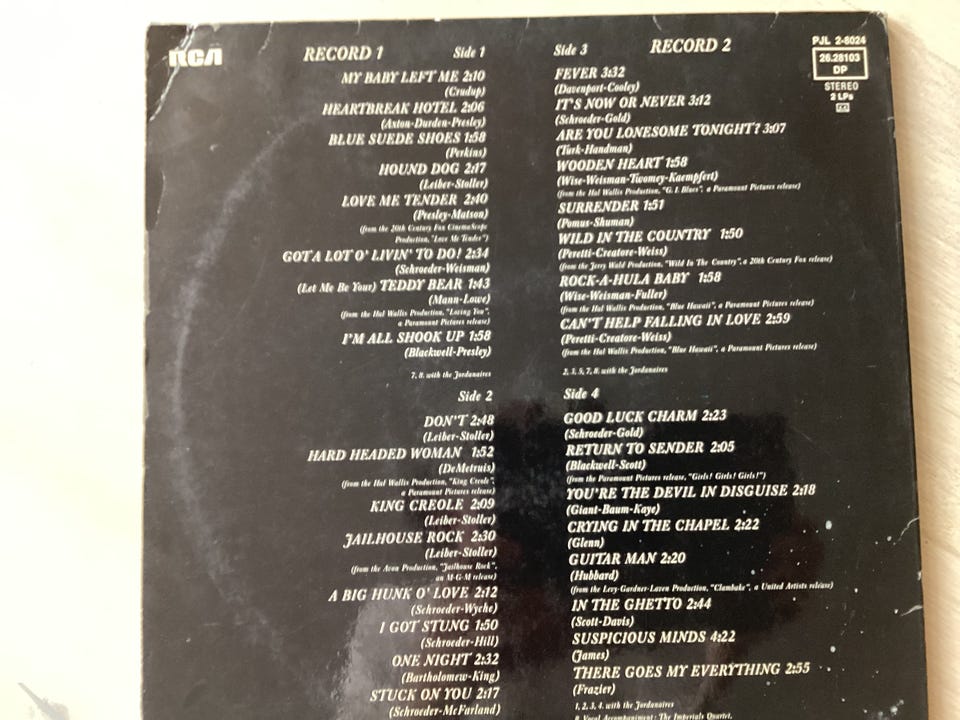 RCA
RECORD 1
Side 1
MY BABY LEFT ME 2:10
(Crudup)
HEARTBREAK HOTEL 2:06
(Axton-Durden-Presley)
BLUE SUEDE SHOES 1:58
(Perkins)
HOUND DOG 2:17
(Leiber-Stoller)
LOVE ME TENDER 2:40
(Presley-Matson)
(from the 20th Century Fox CinemaScope
Production, "Love Me Tender")
GOT A LOT O' LIVIN' TO DO! 2:34
(Schroeder-Weisman)
(Let Me Be Your) TEDDY BEAR 1:43
(Mann-Lowe)
(from the Hal Wallis Production, "Loving You",
a Paramount Pictures release)
I'M ALL SHOOK UP 1:58
(Blackwell-Presley)
7, 8. with the Jordanaires
Side 2
DON'T 2:48
(Leiber-Stoller)
HARD HEADED WOMAN 1:52
(DeMetruis)
(from the Hal Wallis Production, "King Creole",
a Paramount Pictures release)
KING CREOLE 2:09
(Leiber-Stoller)
JAILHOUSE ROCK 2:30
(Leiber-Stoller)
(from the Avon Production, "Jailhouse Rock",
an M-G-M release)
A BIG HUNK O' LOVE 2:12
(Schroeder-Wyche)
I GOT STUNG 1:50
(Schroeder-Hill)
ONE NIGHT 2:32
(Bartholomew-King)
STUCK ON YOU 2:17
(Schroeder-McFarland)
Side 3
RECORD 2
FEVER 3:32
(Davenport-Cooley)
IT'S NOW OR NEVER 3:12
(Schroeder-Gold)
ARE YOU LONESOME TONIGHT? 3:07
(Turk-Handman)
WOODEN HEART 1:58
(Wise-Weisman-Twomey-Kaempfert)
(from the Hal Wallis Production, "G. I. Blues", a Paramount Pictures release)
SURRENDER 1:51
(Pomus-Shuman)
WILD IN THE COUNTRY 1:50
(Peretti-Creatore-Weiss)
(from the Jerry Wald Production, "Wild In The Country", a 20th Century Fox release)
ROCK-A-HULA BABY 1:58
(Wise-Weisman-Fuller)
(from the Hal Wallis Production, "Blue Hawaii", a Paramount Pictures release)
CAN'T HELP FALLING IN LOVE 2:59
(Peretti-Creatore-Weiss)
(from the Hal Wallis Production, "Blue Hawaii", a Paramount Pictures release)
2, 3, 5, 7, 8. with the Jordanaires
Side 4
GOOD LUCK CHARM 2:23
(Schroeder-Gold)
RETURN TO SENDER 2:05
(Blackwell-Scott)
(from the Paramount Pictures release, "Girls! Girls! Girls!")
YOU'RE THE DEVIL IN DISGUISE 2:18
(Giant-Baum-Kaye)
CRYING IN THE CHAPEL 2:22
(Glenn)
GUITAR MAN 2:20
(Hubbard)
(from the Levy-Gardner-Laven Production, "Clambake", a United Artists release)
IN THE GHETTO 2:44
(Scott-Davis)
SUSPICIOUS MINDS 4:22
(James)
THERE GOES MY EVERYTHING 2:55
(Frazier)
1, 2, 3, 4. with the Jordanaires
8. Vocal Accompaniment: The Imperials Quartet.
PJL 2-8024
26.28103
DP
STEREO
2 LPs